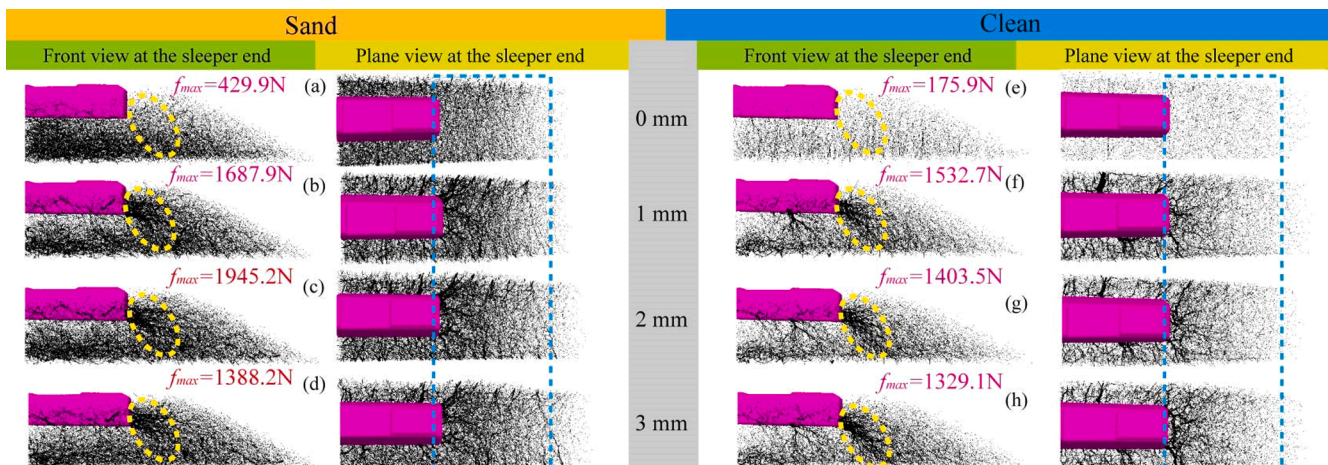 Sand Clean
Front view at the sleeper end Plane view at the sleeper end Front view at the sleeper end Plane view at the sleeper end
fmax=429.9N (a) 0 mm fmax=175.9N (e)
fmax=1687.9N (b) 1 mm fmax=1532.7N (f)
fmax=1945.2N (c) 2 mm fmax=1403.5N (g)
fmax=1388.2N (d) 3 mm fmax=1329.1N (h)